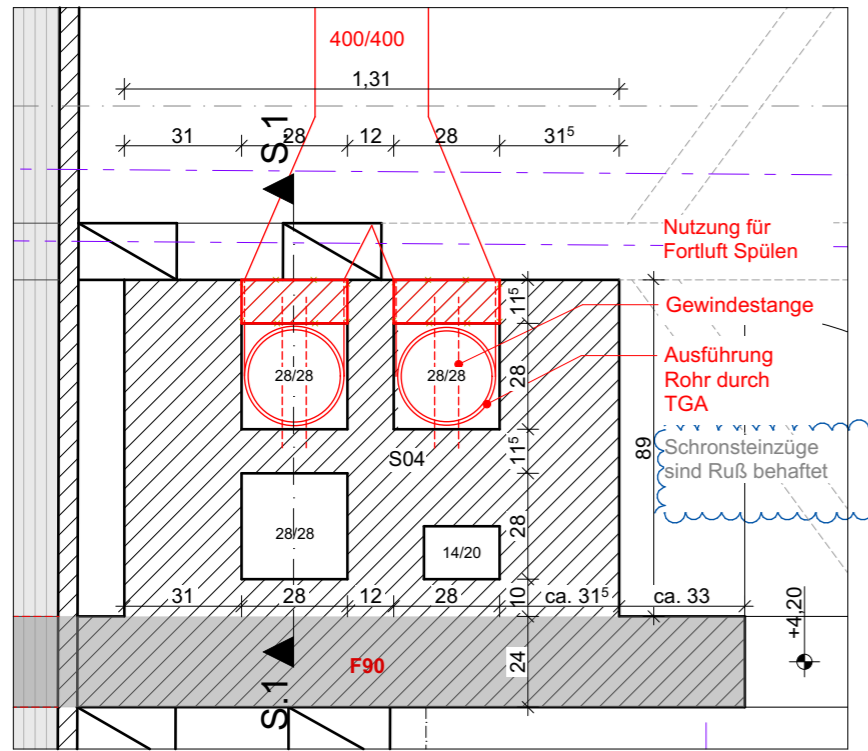 400/400
1,31
31 28 12 28 31⁵
S.1
Nutzung für
Fortluft Spülen
11⁵
Gewindestange
28/28 28/28
28
Ausführung
Rohr durch
TGA
S04
11⁵
89
Schronsteinzüge
sind Ruß behaftet
28/28
14/20
28
31 28 12 28 10 ca. 31⁵ ca. 33
+4,20
F90
24
S.1